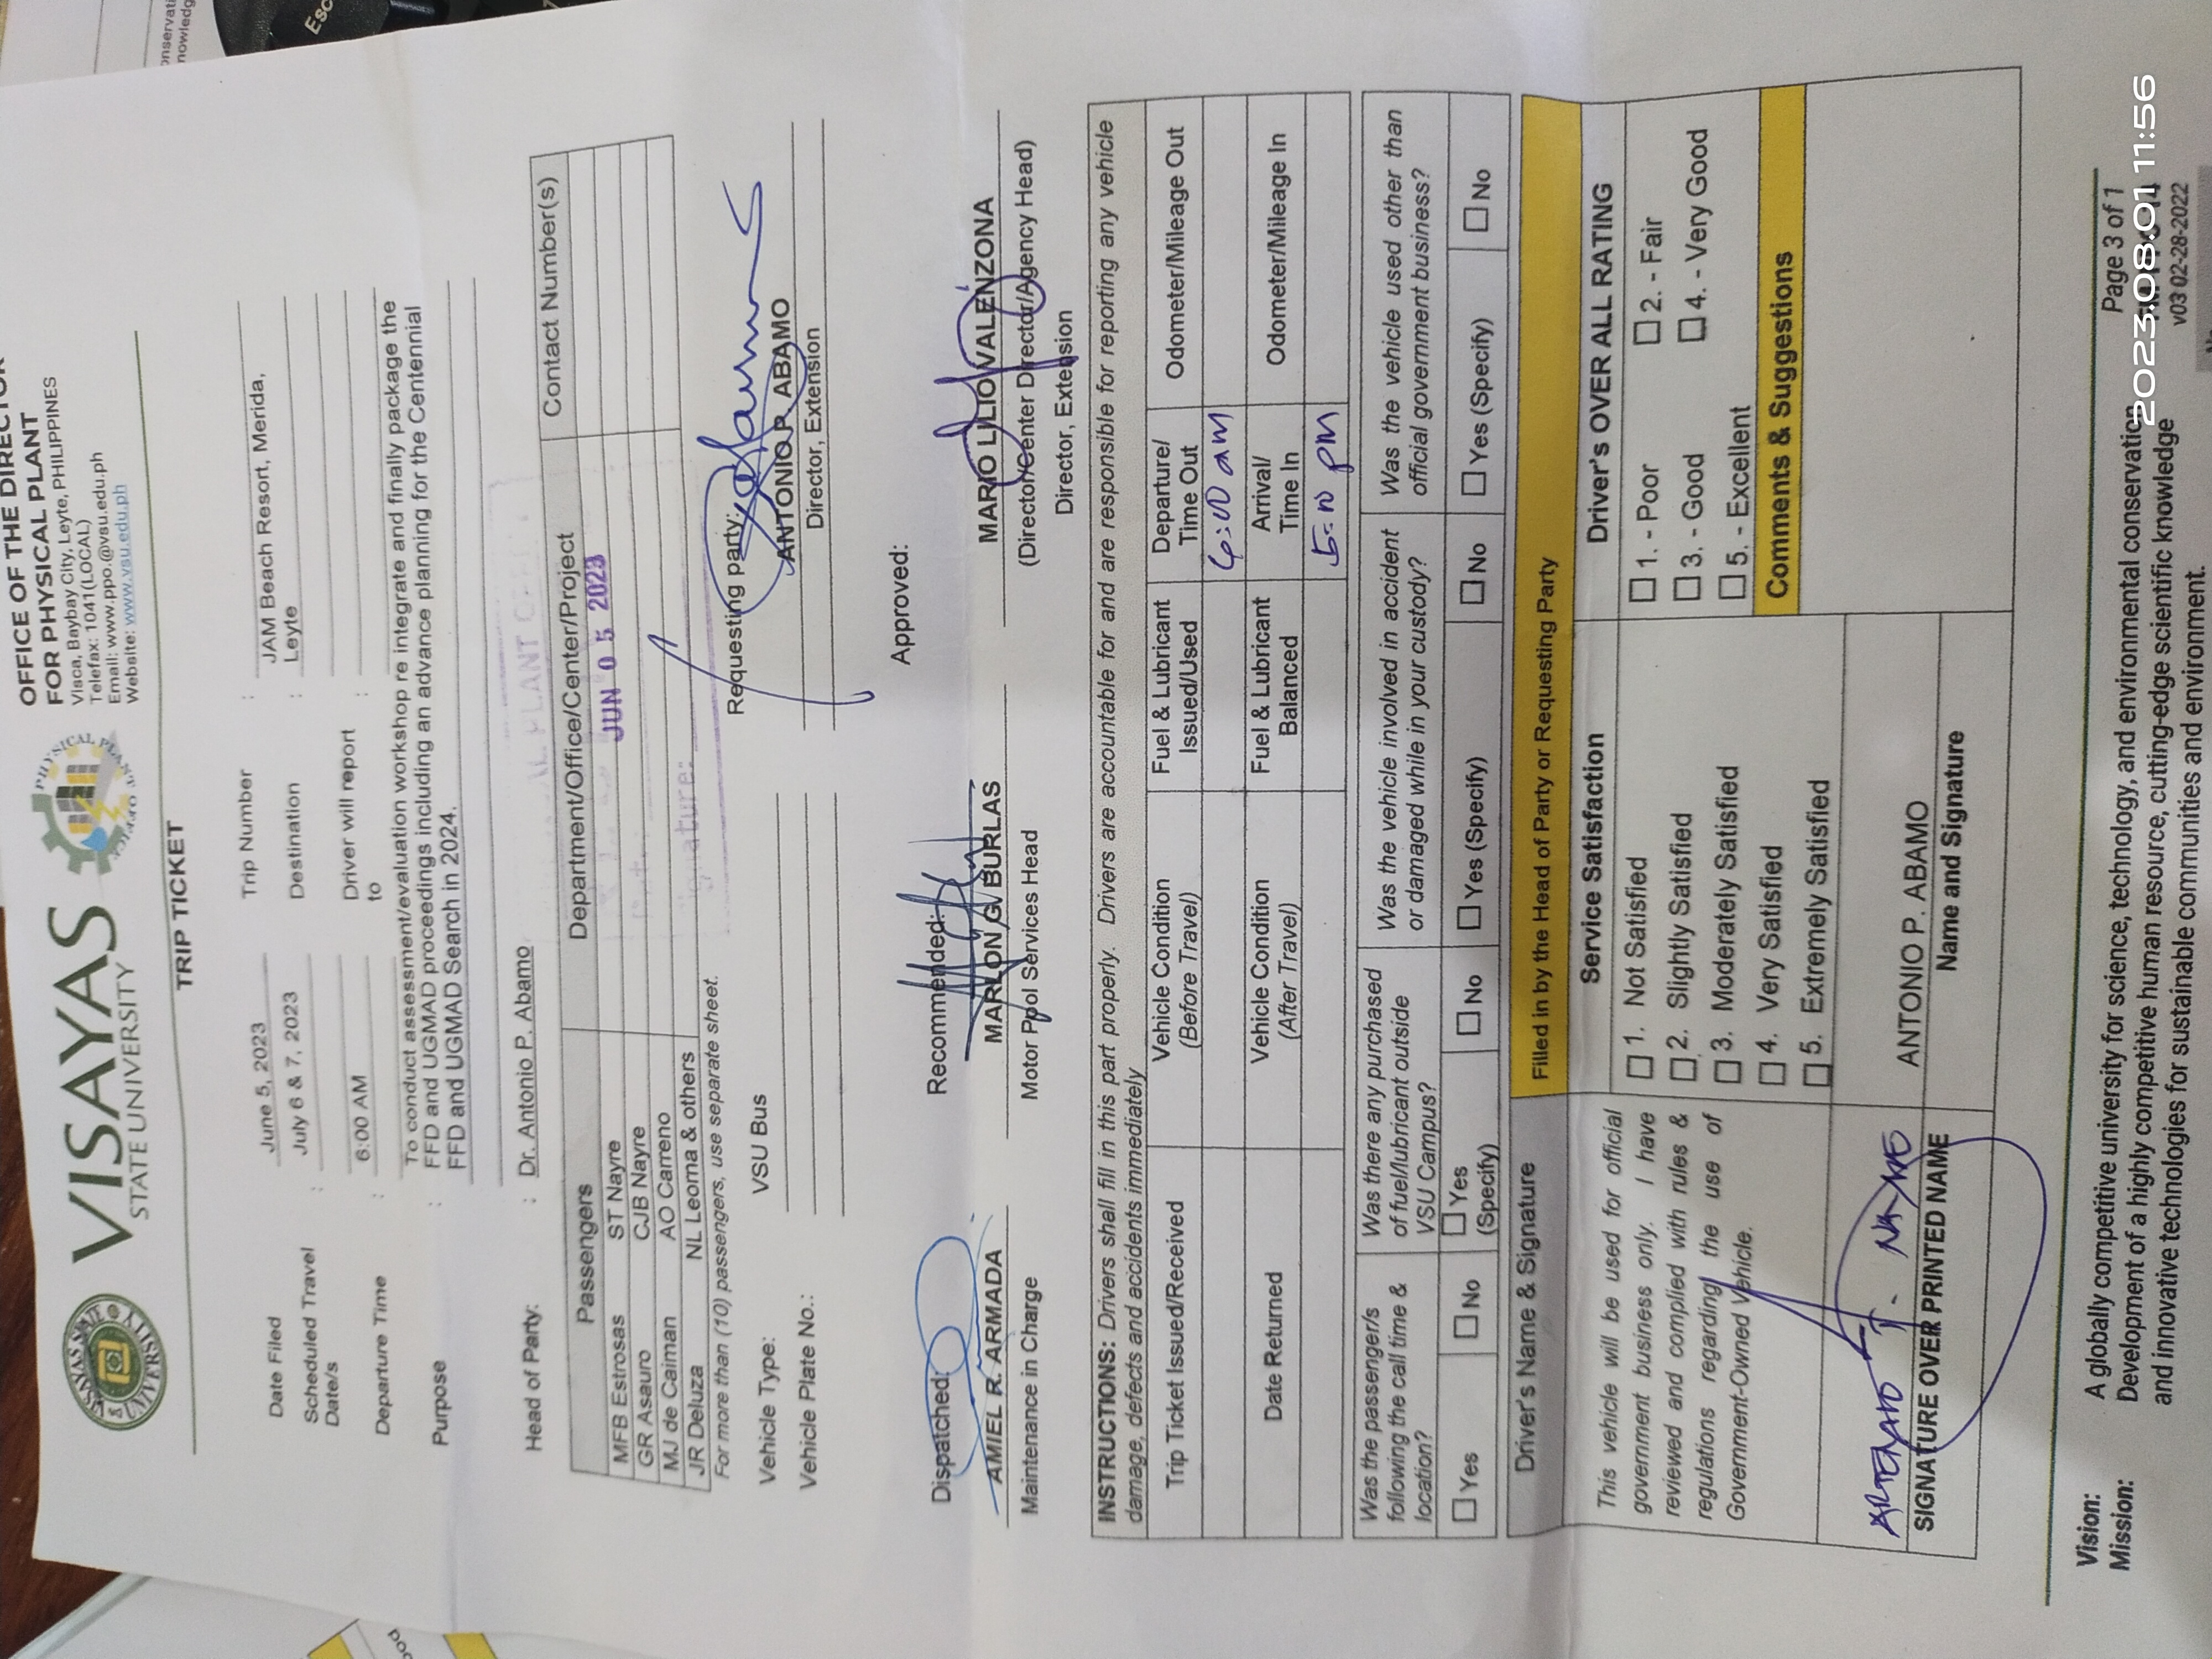 VISAYAS
STATE UNIVERSITY
OFFICE OF THE DIRECTOR
FOR PHYSICAL PLANT
Visca, Baybay City, Leyte, PHILIPPINES
Telefax: 1041(LOCAL)
Email: www.ppo.@vsu.edu.ph
Website: www.vsu.edu.ph
TRIP TICKET
Date Filed June 5, 2023 Trip Number :
Scheduled Travel Date/s : July 6 & 7, 2023 Destination : JAM Beach Resort, Merida, Leyte
Departure Time : 6:00 AM Driver will report to :
Purpose : To conduct assessment/evaluation workshop re integrate and finally package the
FFD and UGMAD proceedings including an advance planning for the Centennial
FFD and UGMAD Search in 2024.
Head of Party: : Dr. Antonio P. Abamo
Passengers Department/Office/Center/Project Contact Number(s)
MFB Estrosas ST Nayre
GR Asauro CJB Nayre
MJ de Caiman AO Carreno
JR Deluza NL Leoma & others
JUN 05 2023
For more than (10) passengers, use separate sheet.
Vehicle Type: VSU Bus
Vehicle Plate No.:
Requesting party:
ANTONIO P. ABAMO
Director, Extension
Dispatched: Recommended: Approved:
AMIEL R. ARMADA MARLON G. BURLAS MARIO LILIO VALENZONA
Maintenance in Charge Motor Pool Services Head (Director/Center Director/Agency Head)
Director, Extension
INSTRUCTIONS: Drivers shall fill in this part properly. Drivers are accountable for and are responsible for reporting any vehicle
damage, defects and accidents immediately
Trip Ticket Issued/Received Vehicle Condition (Before Travel) Fuel & Lubricant Issued/Used Departure/ Time Out Odometer/Mileage Out
6:00 am
Date Returned Vehicle Condition (After Travel) Fuel & Lubricant Balanced Arrival/ Time In Odometer/Mileage In
pm
Was the passenger/s following the call time & location? Was there any purchased of fuel/lubricant outside VSU Campus? Was the vehicle involved in accident or damaged while in your custody? Was the vehicle used other than official government business?
Yes No Yes (Specify) No Yes (Specify) No Yes (Specify) No
Driver's Name & Signature Filled in by the Head of Party or Requesting Party
This vehicle will be used for official
government business only. I have
reviewed and complied with rules &
regulations regarding the use of
Government-Owned Vehicle.
SIGNATURE OVER PRINTED NAME
Service Satisfaction
1. Not Satisfied
2. Slightly Satisfied
3. Moderately Satisfied
4. Very Satisfied
5. Extremely Satisfied
ANTONIO P. ABAMO
Name and Signature
Driver's OVER ALL RATING
1. - Poor 2. - Fair
3. - Good 4. - Very Good
5. - Excellent
Comments & Suggestions
Vision: A globally competitive university for science, technology, and environmental conservation
Mission: Development of a highly competitive human resource, cutting-edge scientific knowledge
and innovative technologies for sustainable communities and environment.
Page 3 of 1
v03 02-28-2022
2023.08.01 11:56
Esc